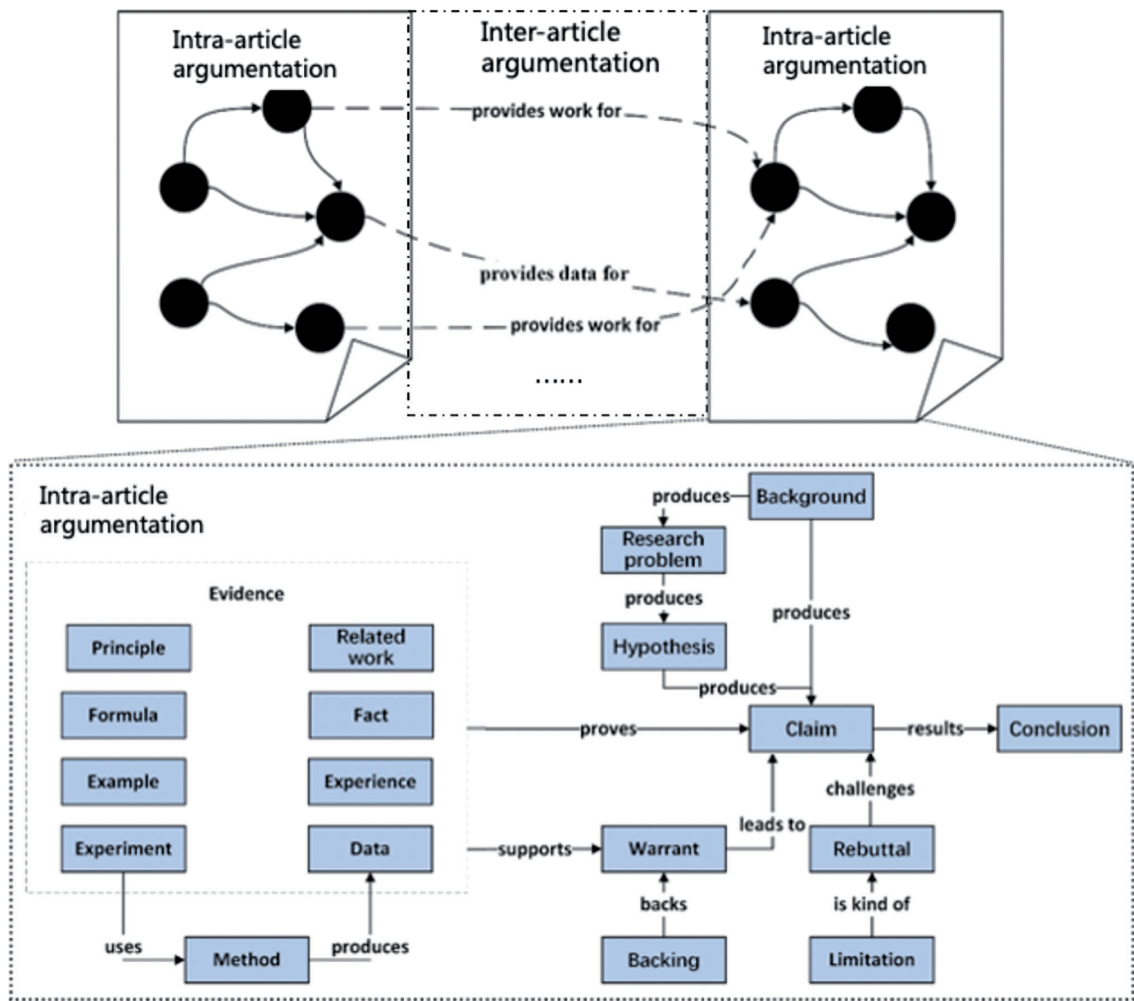 Intra-article
argumentation
Inter-article
argumentation
Intra-article
argumentation
provides work for
provides data for
provides work for
......
Intra-article
argumentation
Evidence
Principle
Related
work
Formula
Fact
Example
Experience
Experiment
Data
uses
Method
produces
proves
supports
produces
Background
Research
problem
produces
produces
Hypothesis
produces
Claim
results
Conclusion
challenges
leads to
Warrant
Rebuttal
backs
is kind of
Backing
Limitation